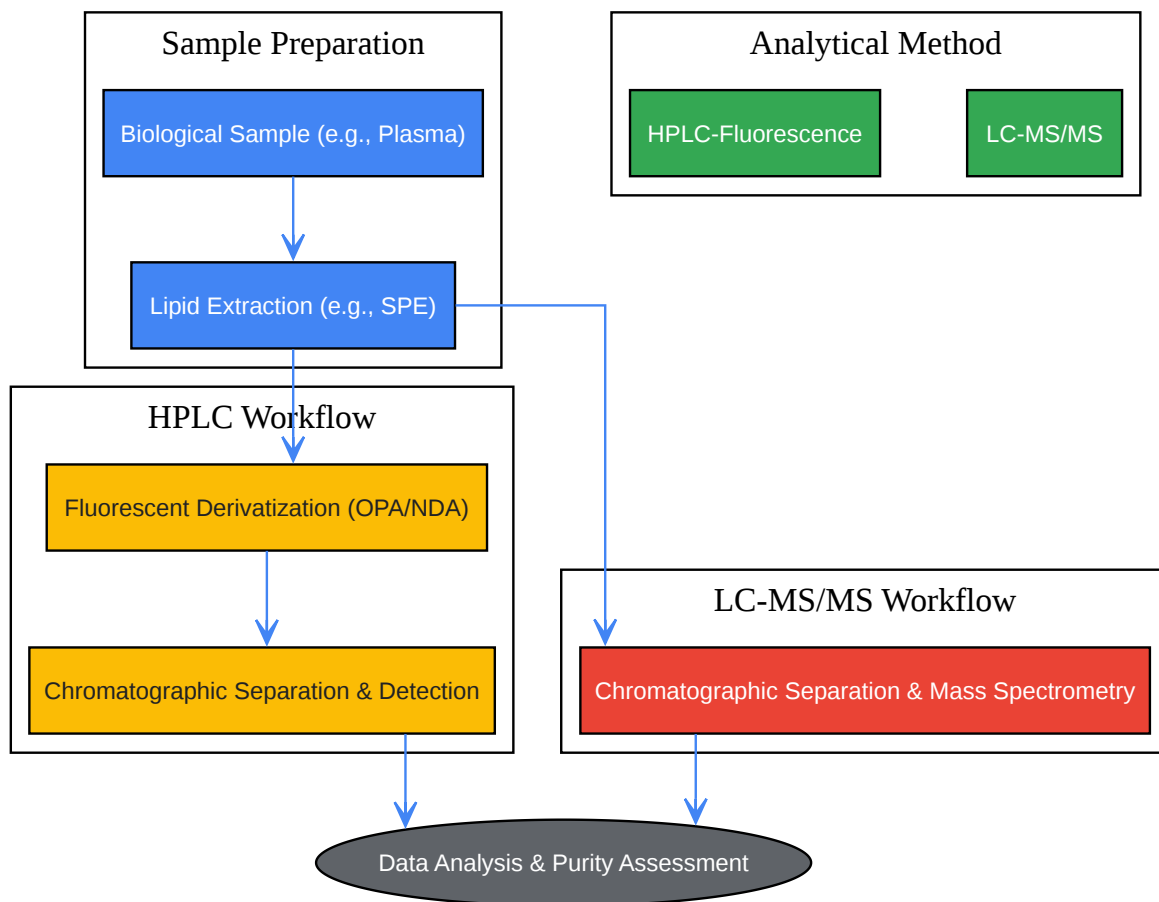 Sample Preparation
Biological Sample (e.g., Plasma)
Lipid Extraction (e.g., SPE)
Analytical Method
HPLC-Fluorescence
LC-MS/MS
HPLC Workflow
Fluorescent Derivatization (OPA/NDA)
Chromatographic Separation & Detection
LC-MS/MS Workflow
Chromatographic Separation & Mass Spectrometry
Data Analysis & Purity Assessment